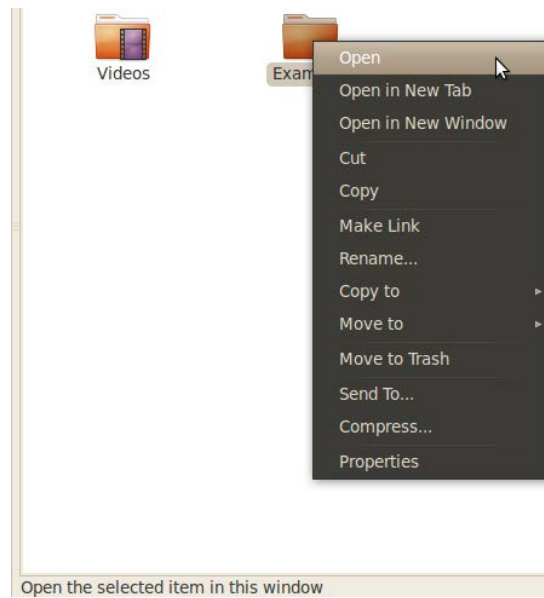 Videos
Exam
Open
Open in New Tab
Open in New Window
Cut
Copy
Make Link
Rename...
Copy to
Move to
Move to Trash
Send To...
Compress...
Properties
Open the selected item in this window